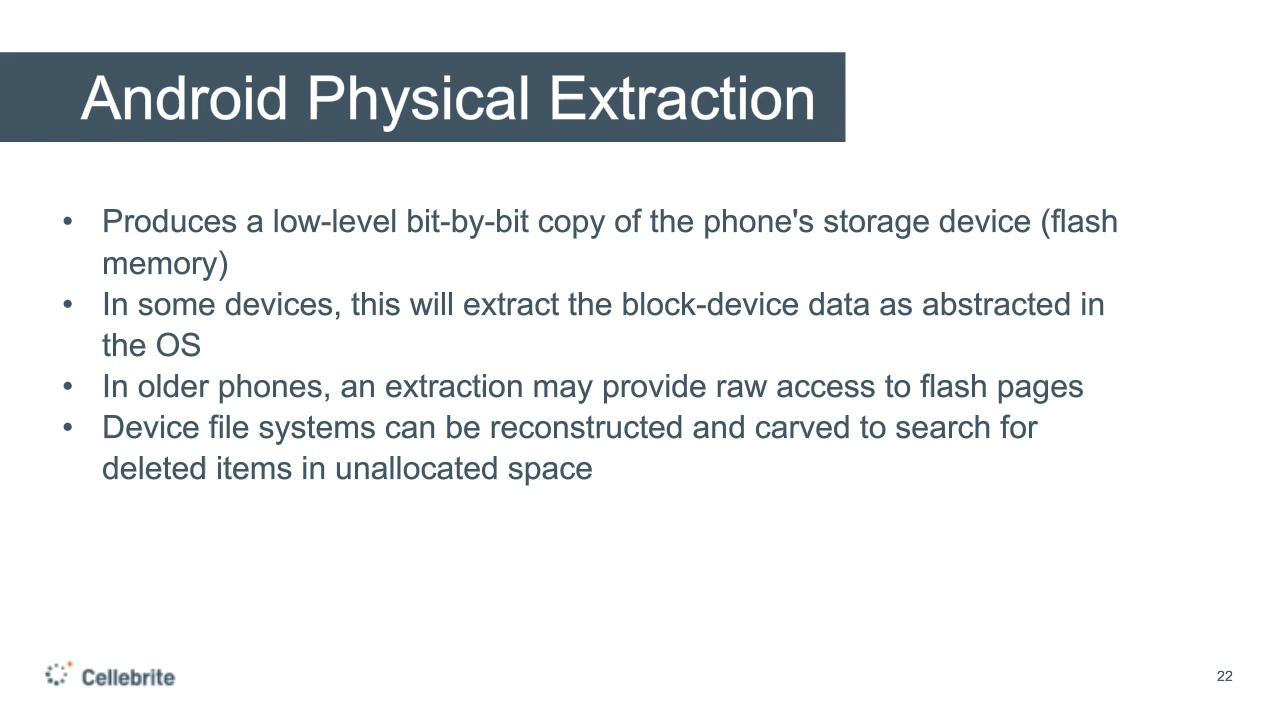 Android Physical Extraction
• Produces a low-level bit-by-bit copy of the phone's storage device (flash
memory)
• In some devices, this will extract the block-device data as abstracted in
the OS
• In older phones, an extraction may provide raw access to flash pages
• Device file systems can be reconstructed and carved to search for
deleted items in unallocated space
Cellebrite
22